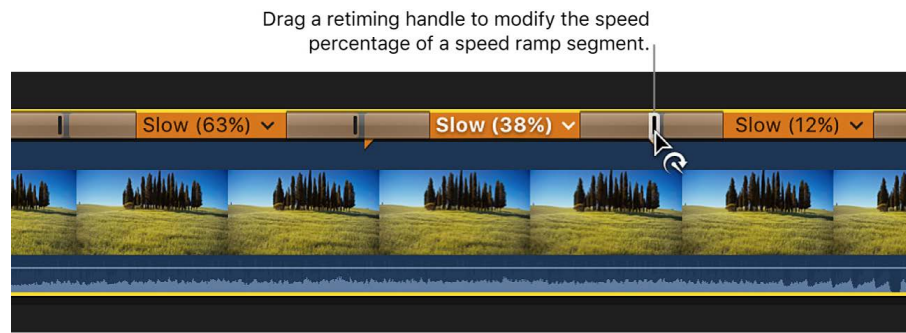 Drag a retiming handle to modify the speed
percentage of a speed ramp segment.
Slow (63%) Slow (38%) Slow (12%)